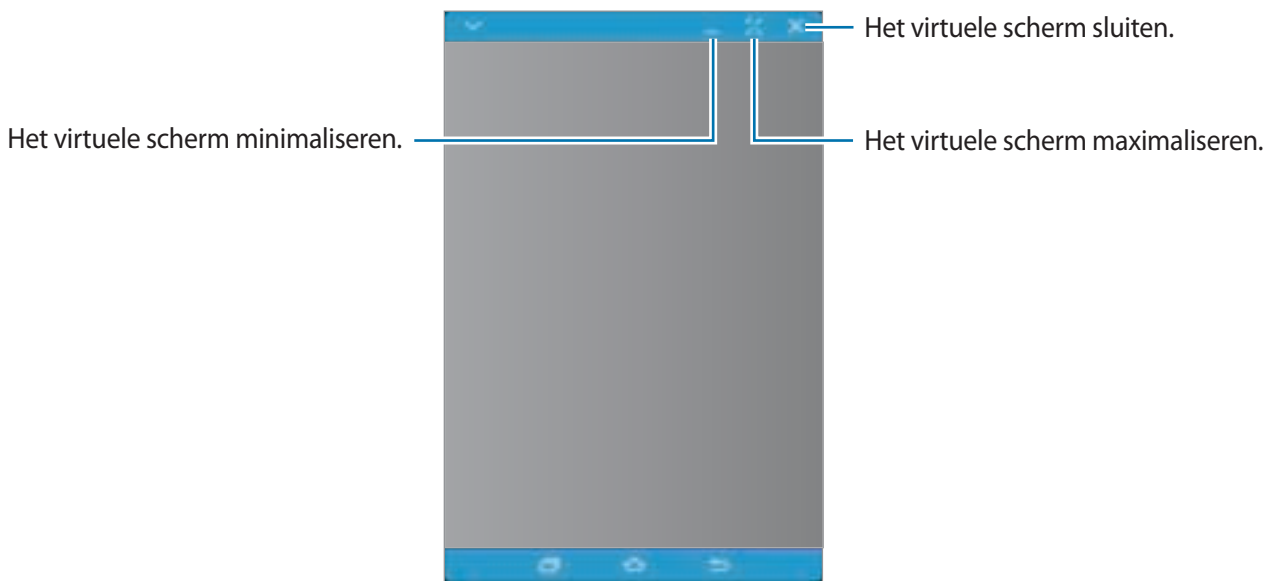 Het virtuele scherm sluiten.
Het virtuele scherm minimaliseren.
Het virtuele scherm maximaliseren.